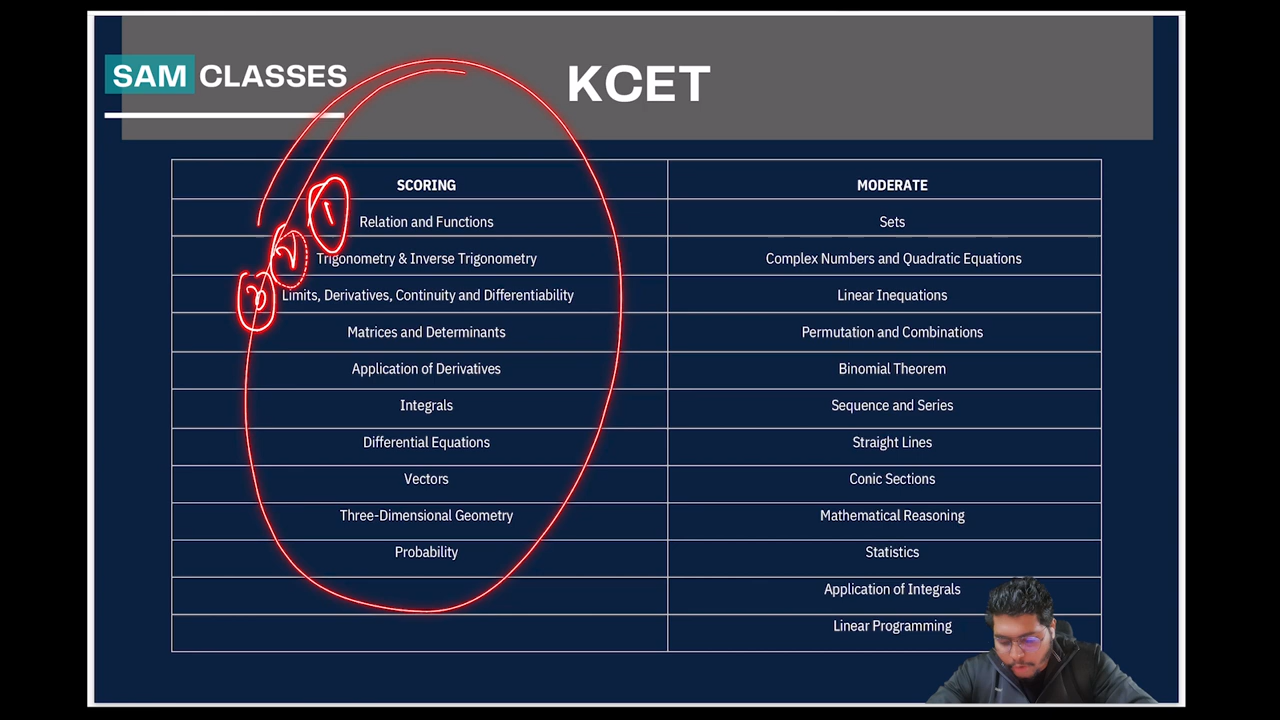 SAM CLASSES
KCET
SCORING MODERATE
1 Relation and Functions Sets
2 Trigonometry & Inverse Trigonometry Complex Numbers and Quadratic Equations
3 Limits, Derivatives, Continuity and Differentiability Linear Inequations
Matrices and Determinants Permutation and Combinations
Application of Derivatives Binomial Theorem
Integrals Sequence and Series
Differential Equations Straight Lines
Vectors Conic Sections
Three-Dimensional Geometry Mathematical Reasoning
Probability Statistics
Application of Integrals
Linear Programming